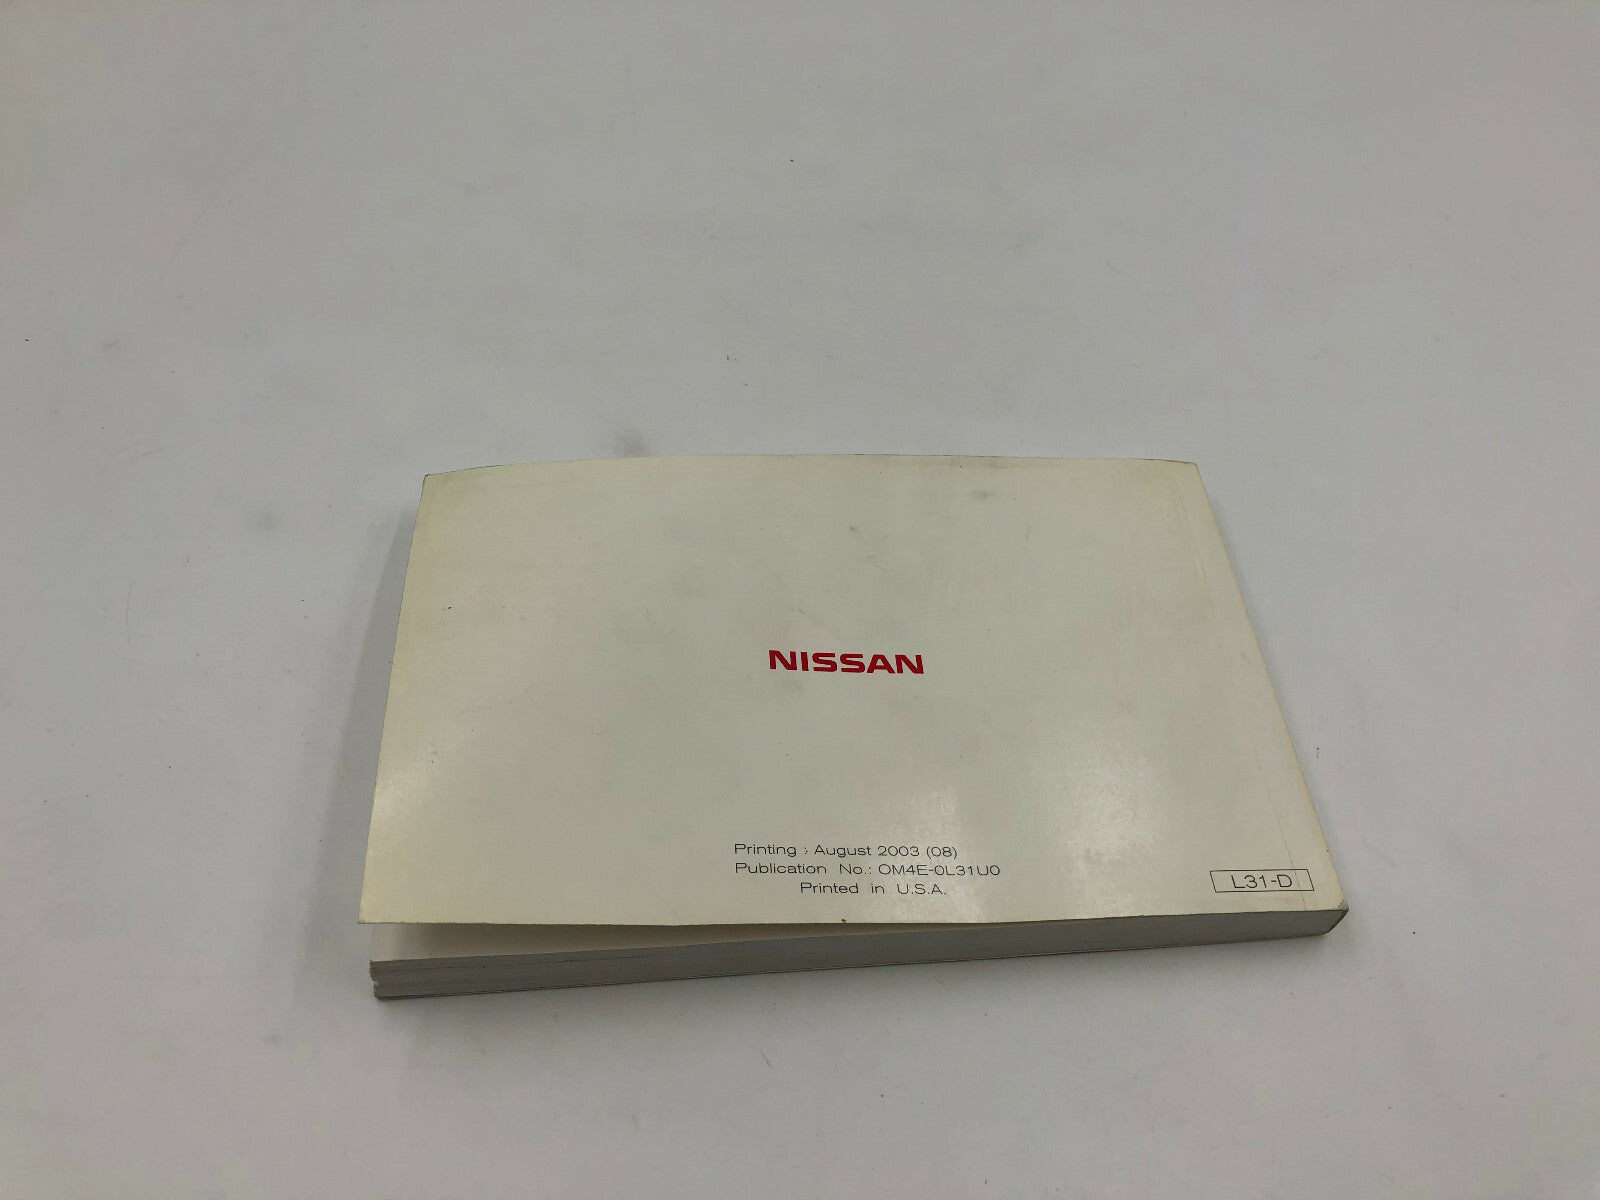 NISSAN
Printing : August 2003 (08)
Publication No.: OM4E-0L31U0
Printed in U.S.A.
L31-D